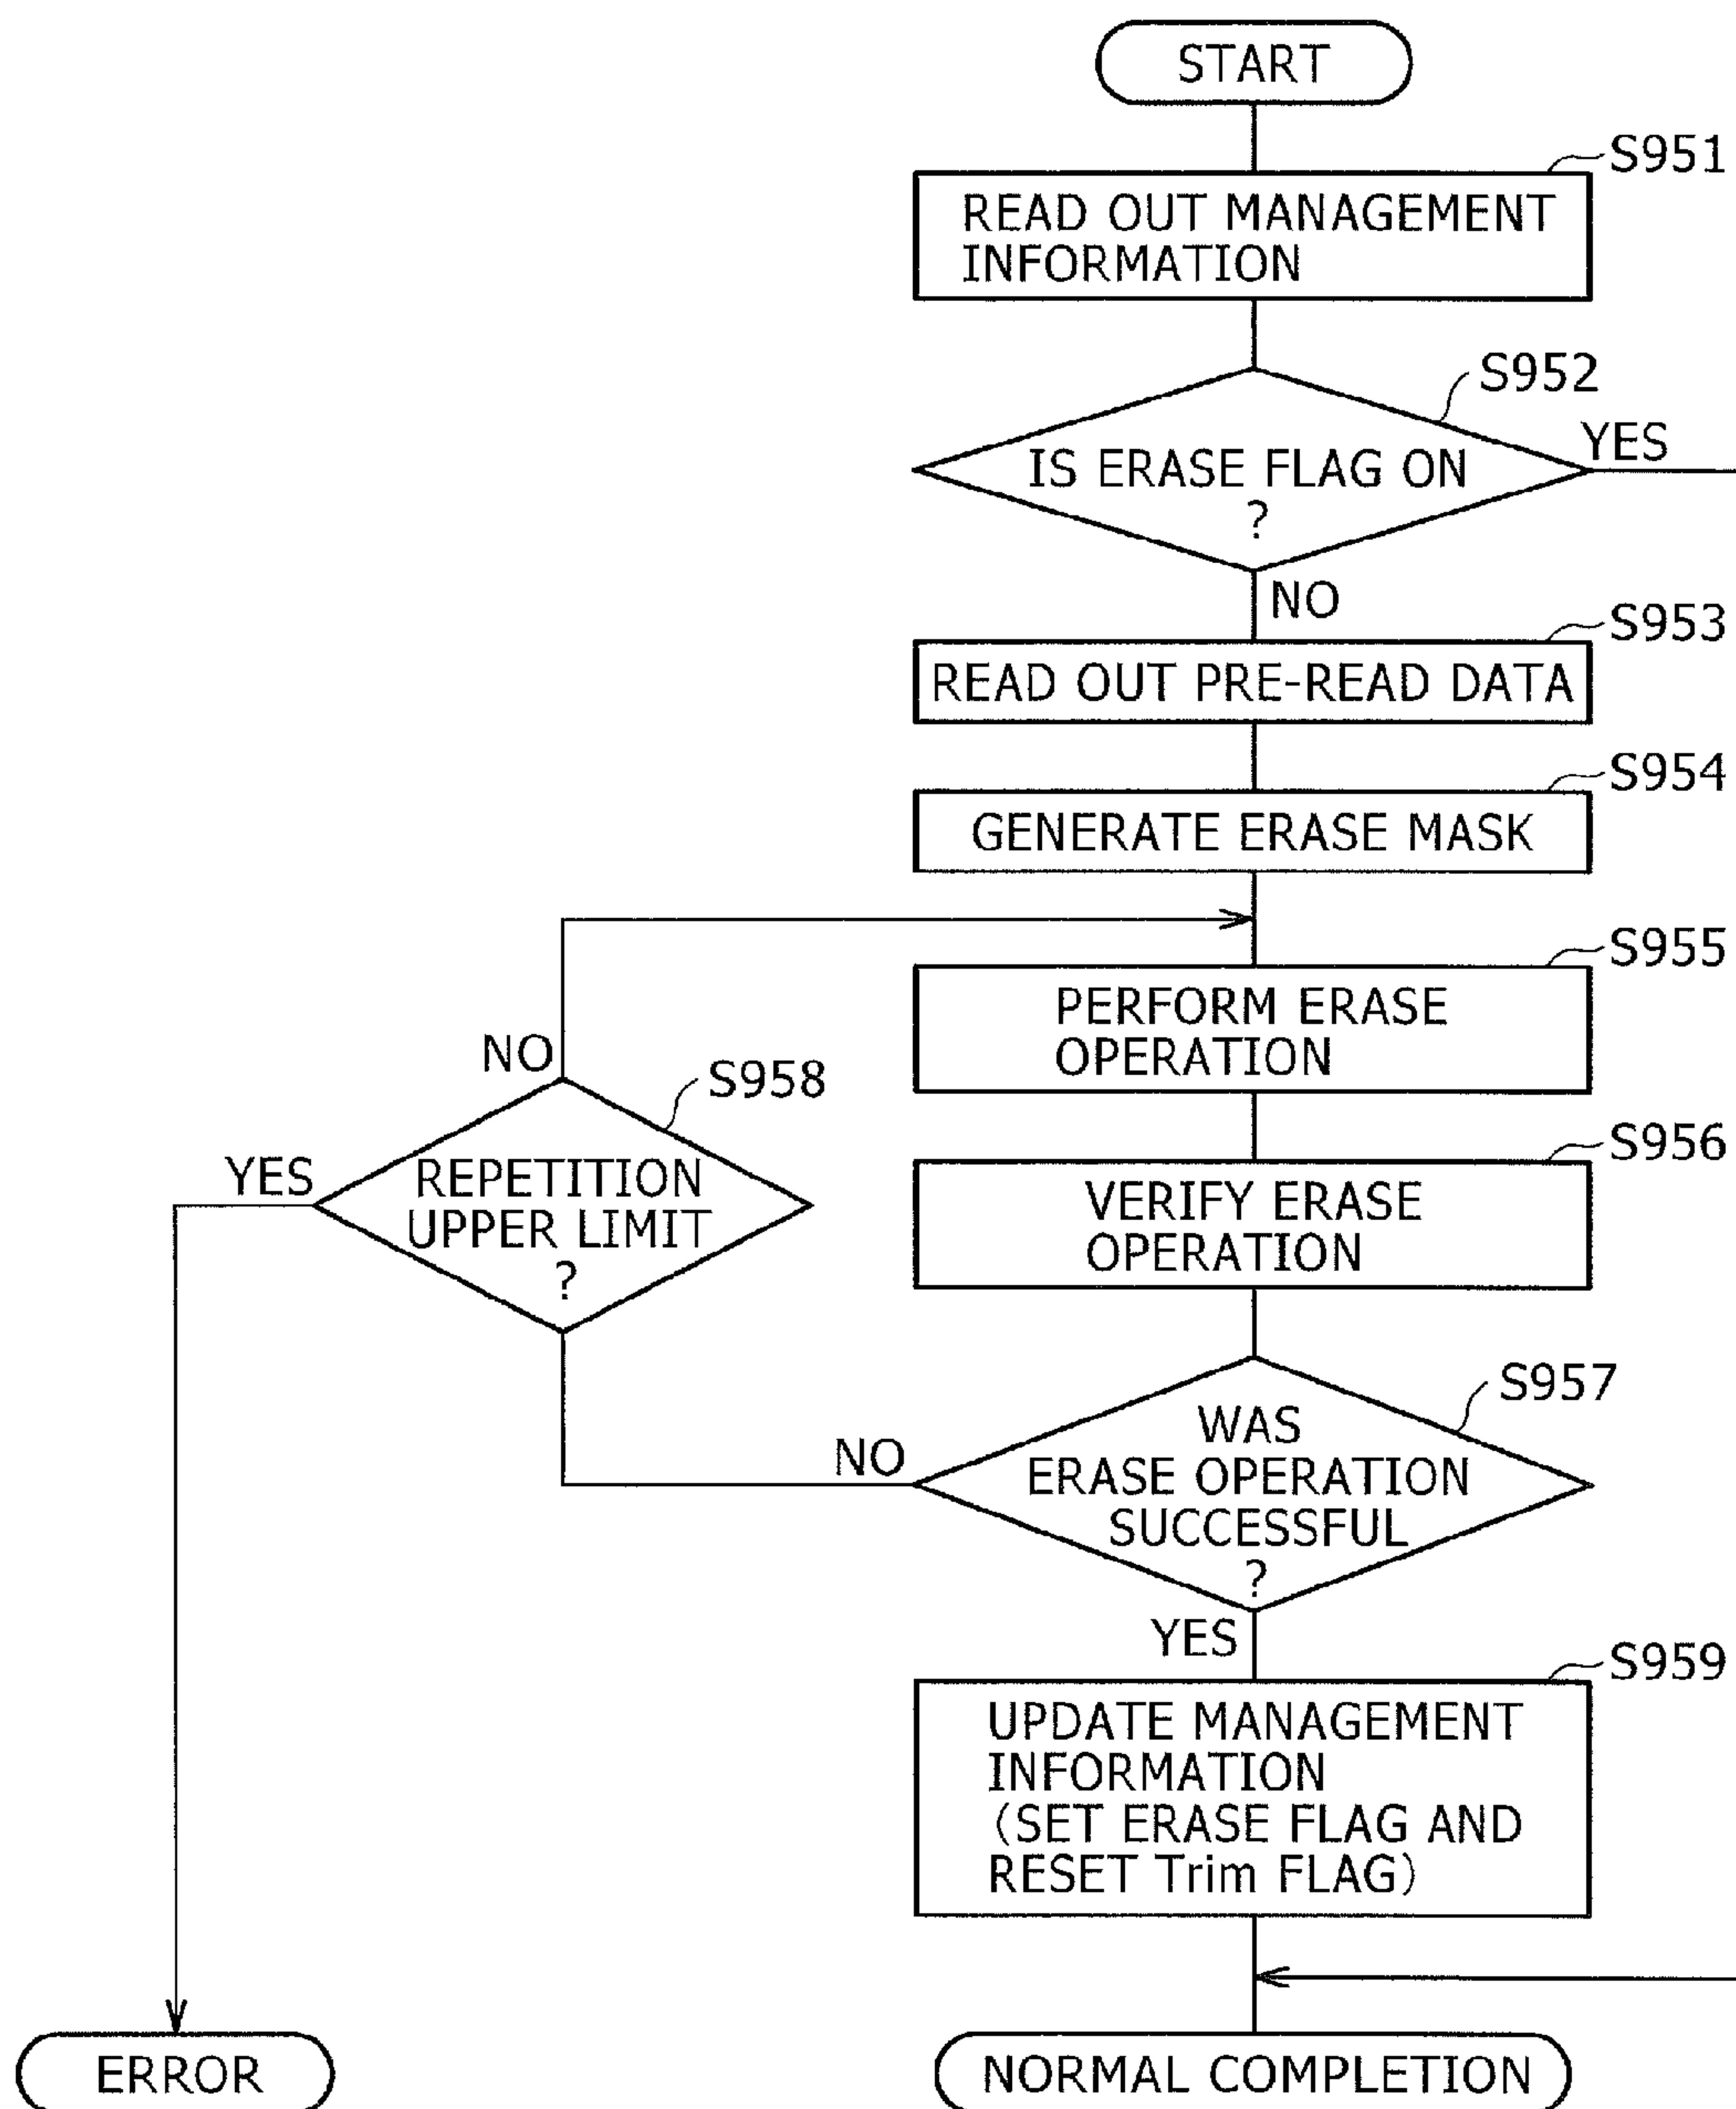 START
S951
READ OUT MANAGEMENT
INFORMATION
S952
YES
IS ERASE FLAG ON
?
NO
S953
READ OUT PRE-READ DATA
S954
GENERATE ERASE MASK
S955
PERFORM ERASE
OPERATION
NO
S958
YES
REPETITION
UPPER LIMIT
?
S956
VERIFY ERASE
OPERATION
S957
WAS
NO
ERASE OPERATION
SUCCESSFUL
?
YES
S959
UPDATE MANAGEMENT
INFORMATION
(SET ERASE FLAG AND
RESET Trim FLAG)
ERROR
NORMAL COMPLETION